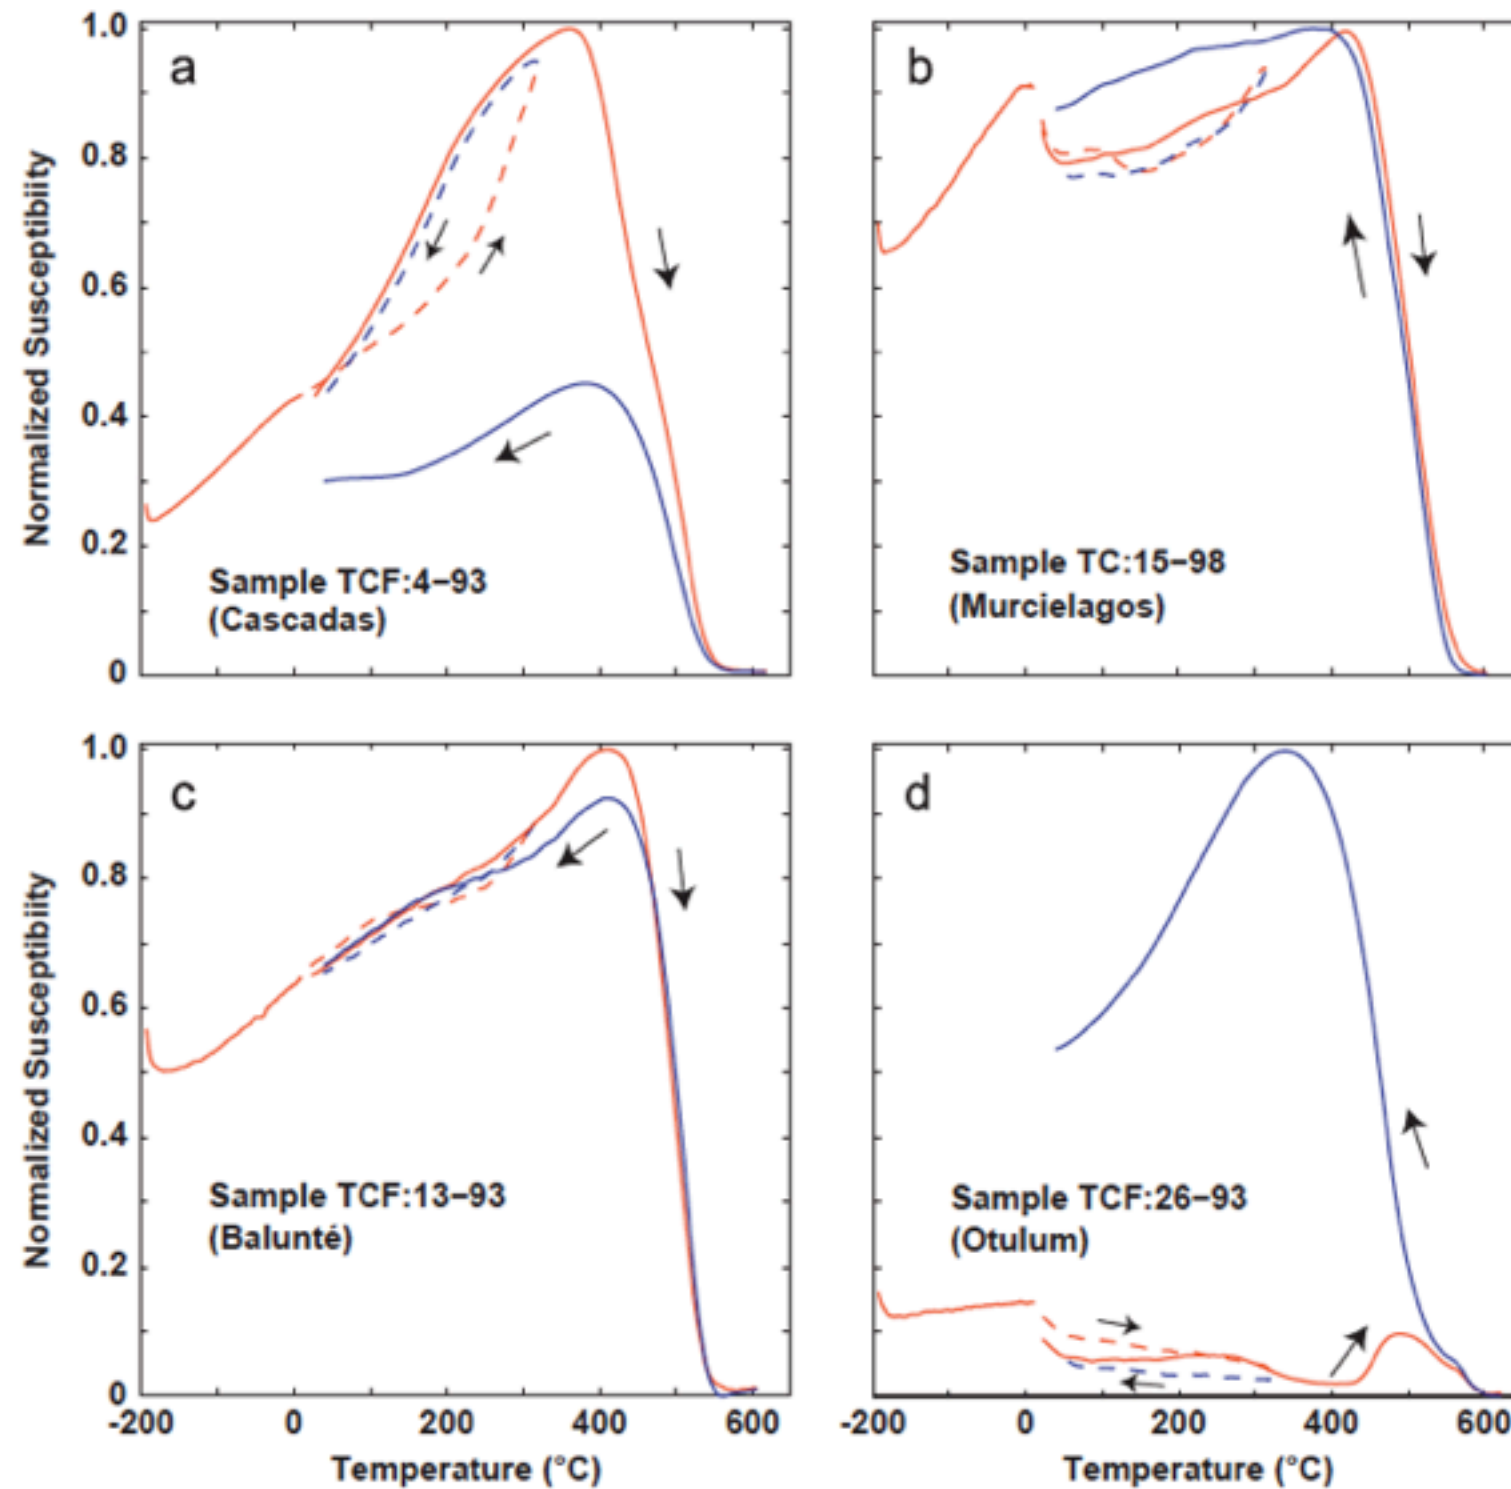 a
1.0
0.8
0.6
0.4
0.2
0
Normalized Susceptibiity
Sample TCF:4–93
(Cascadas)
b
Sample TC:15–98
(Murcielagos)
c
1.0
0.8
0.6
0.4
0.2
0
Normalized Susceptibiity
Sample TCF:13–93
(Balunté)
-200 0 200 400 600
Temperature (°C)
d
Sample TCF:26–93
(Otulum)
-200 0 200 400 600
Temperature (°C)